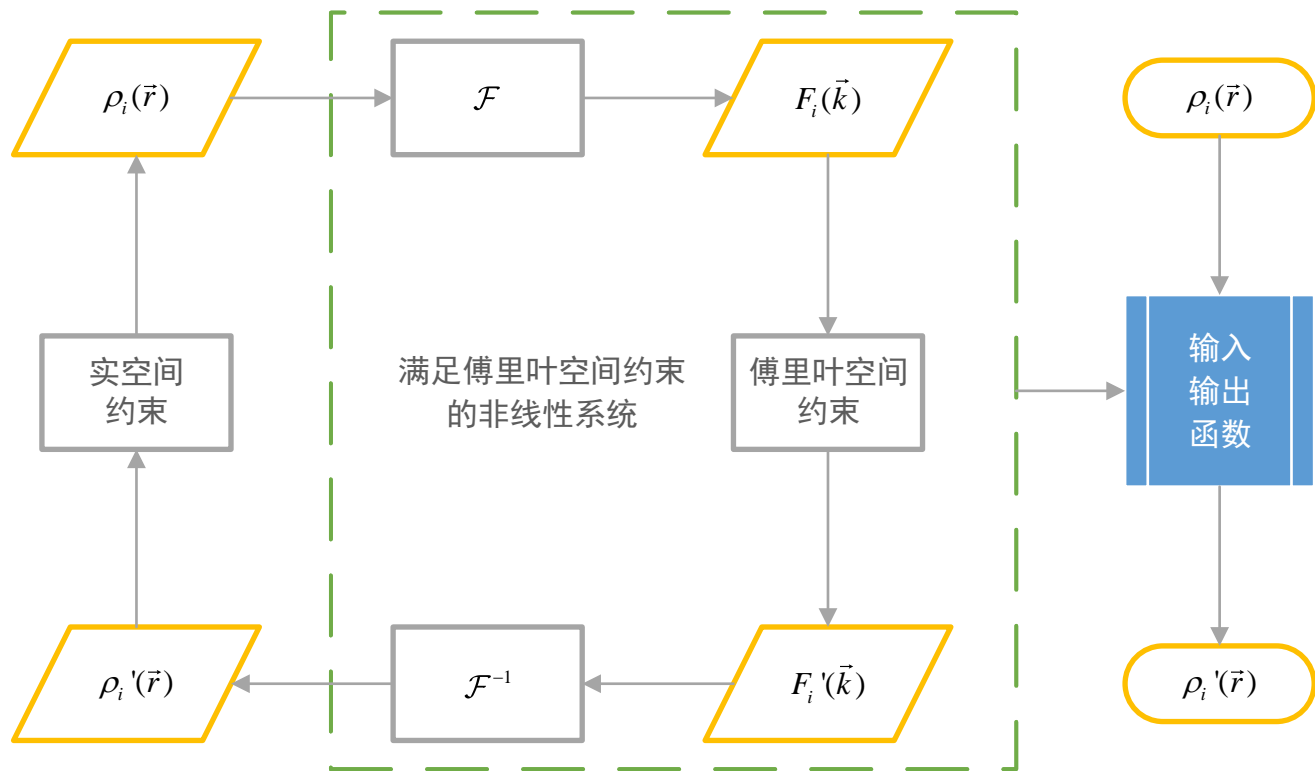 ρᵢ(r⃗)
ℱ
Fᵢ(k⃗)
ρᵢ(r⃗)
实空间
约束
满足傅里叶空间约束
的非线性系统
傅里叶空间
约束
输入
输出
函数
ρᵢ'(r⃗)
ℱ⁻¹
Fᵢ'(k⃗)
ρᵢ'(r⃗)